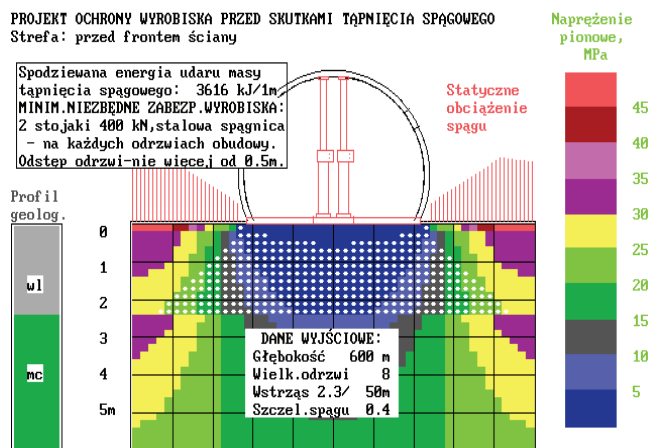 PROJEKT OCHRONY WYROBISKA PRZED SKUTKAMI TĄPNIĘCIA SPĄGOWEGO
Strefa: przed frontem ściany
Spodziewana energia udaru masy
tąpnięcia spągowego: 3616 kJ/1m
MINIM.NIEZBĘDNE ZABEZP.WYROBISKA:
2 stojaki 400 kN,stalowa spągnica
- na każdych odrzwiach obudowy.
Odstęp odrzwi-nie więcej od 0.5m.
Statyczne
obciążenie
spągu
Naprężenie
pionowe,
MPa
45
40
35
30
25
20
15
10
5
Profil
geolog.
wl
mc
0
1
2
3
4
5m
DANE WYJŚCIOWE:
Głębokość 600 m
Wielk.odrzwi 8
Wstrząs 2.3/ 50m
Szczel.spągu 0.4